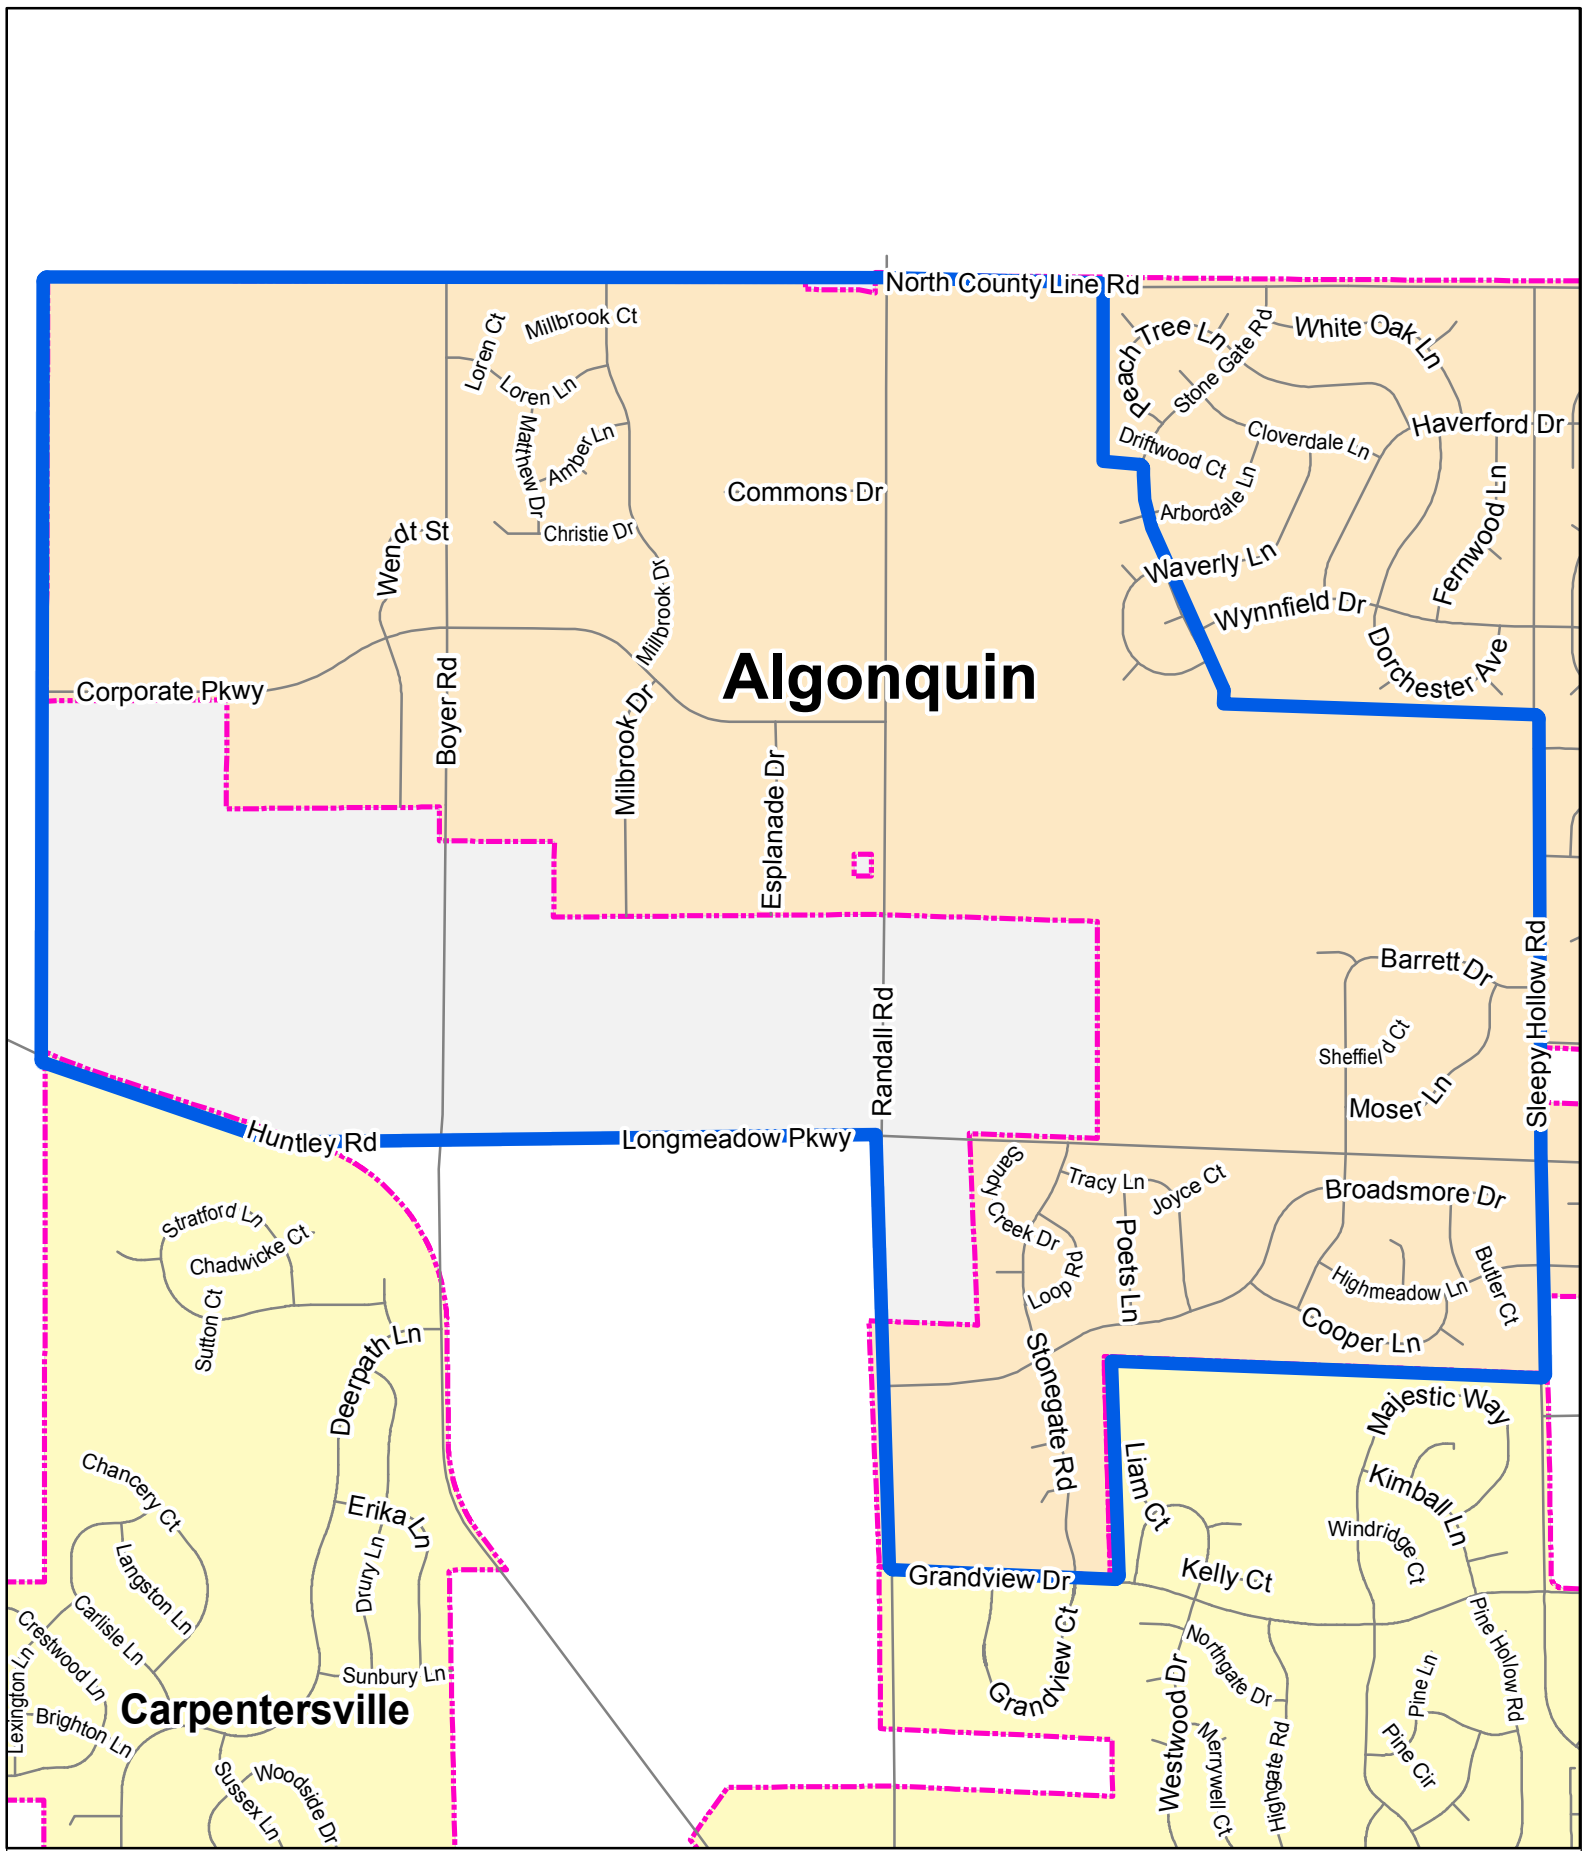 North County Line Rd
Millbrook Ct
Loren Ct
Peach Tree Ln
Stone Gate Rd
White Oak Ln
Loren Ln
Matthew Dr
Amber Ln
Haverford Dr
Driftwood Ct
Cloverdale Ln
Commons Dr
Arbordale Ln
Fernwood Ln
Wendt St
Christie Dr
Waverly Ln
Millbrook Dr
Wynnfield Dr
Dorchester Ave
Algonquin
Corporate Pkwy
Boyer Rd
Milbrook Dr
Esplanade Dr
Barrett Dr
Sleepy Hollow Rd
Randall Rd
Sheffield Ct
Moser Ln
Huntley Rd
Longmeadow Pkwy
Sandy Creek Dr
Tracy Ln
Joyce Ct
Broadsmore Dr
Stratford Ln
Chadwicke Ct
Poets Ln
Loop Rd
Highmeadow Ln
Butler Ct
Sutton Ct
Cooper Ln
Deerpath Ln
Stonegate Rd
Majestic Way
Liam Ct
Kimball Ln
Chancery Ct
Erika Ln
Windridge Ct
Langston Ln
Drury Ln
Grandview Dr
Kelly Ct
Carlisle Ln
Crestwood Ln
Lexington Ln
Grandview Ct
Northgate Dr
Pine Hollow Rd
Sunbury Ln
Pine Ln
Carpentersville
Brighton Ln
Westwood Dr
Merrywell Ct
Highgate Rd
Pine Cir
Sussex Ln
Woodside Dr